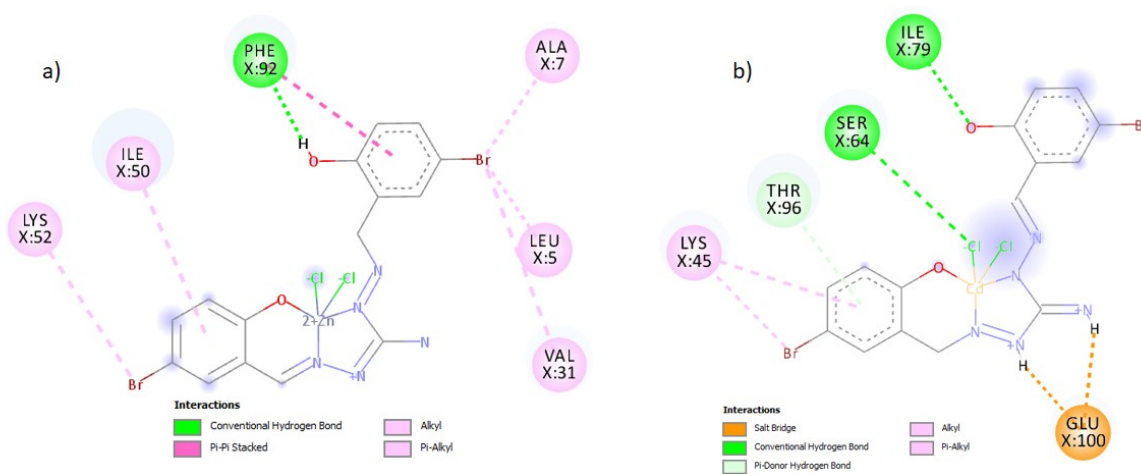 a)
PHE
X:92
ALA
X:7
ILE
X:50
LYS
X:52
LEU
X:5
VAL
X:31
H
O
Br
N
-Cl
-Cl
O
N
2+Zn
N
N
+N
Br
Interactions
Conventional Hydrogen Bond
Pi-Pi Stacked
Alkyl
Pi-Alkyl
b)
ILE
X:79
SER
X:64
THR
X:96
LYS
X:45
GLU
X:100
O
Br
N
-Cl
-Cl
O
Cd
N
N
+N
H
+N
H
Br
Interactions
Salt Bridge
Conventional Hydrogen Bond
Pi-Donor Hydrogen Bond
Alkyl
Pi-Alkyl